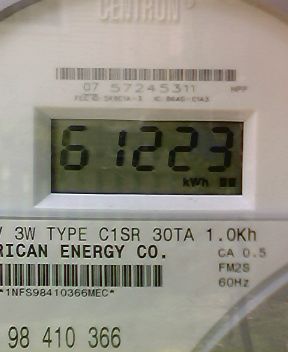 CENTRON
07 57245311 HPP
61223
kWh
V 3W TYPE C1SR 30TA 1.0Kh
RICAN ENERGY CO. CA 0.5
FM2S
*1NFS98410366MEC* 60Hz
98 410 366